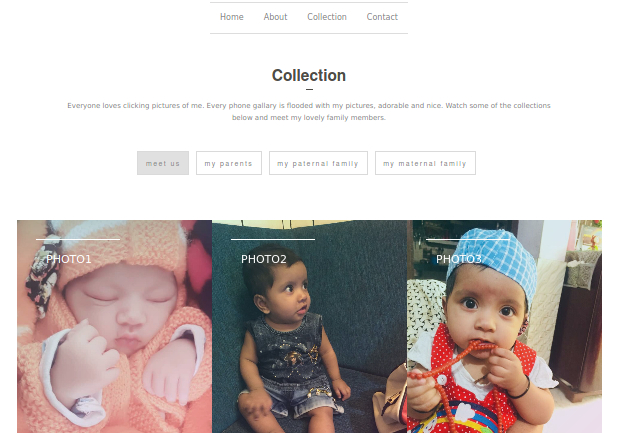 Home About Collection Contact
Collection
Everyone loves clicking pictures of me. Every phone gallary is flooded with my pictures, adorable and nice. Watch some of the collections
below and meet my lovely family members.
meet us my parents my paternal family my maternal family
PHOTO1 PHOTO2 PHOTO3